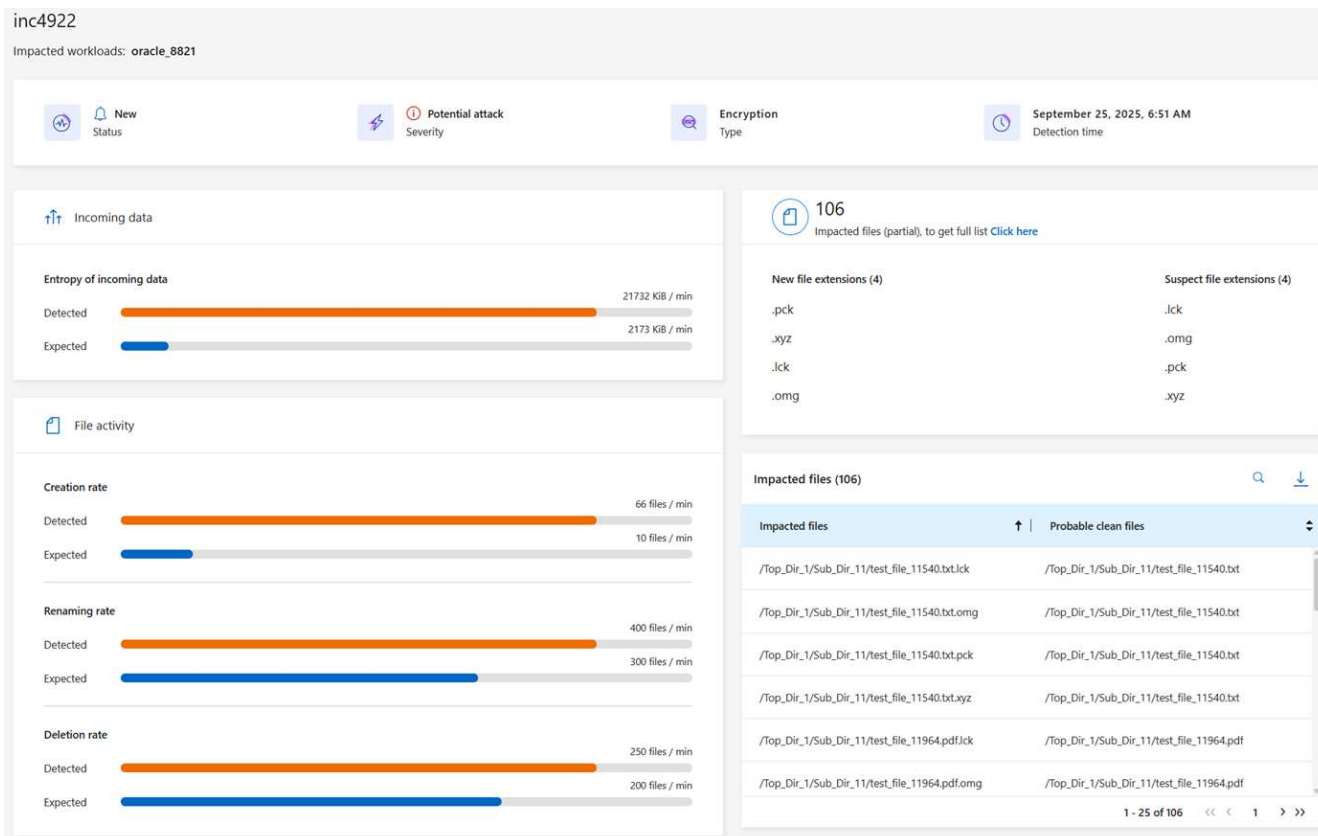 inc4922
Impacted workloads: oracle_8821
New
Status
Potential attack
Severity
Encryption
Type
September 25, 2025, 6:51 AM
Detection time
Incoming data
Entropy of incoming data
21732 KiB / min
Detected
2173 KiB / min
Expected
File activity
Creation rate
66 files / min
Detected
10 files / min
Expected
Renaming rate
400 files / min
Detected
300 files / min
Expected
Deletion rate
250 files / min
Detected
200 files / min
Expected
106
Impacted files (partial), to get full list Click here
New file extensions (4) Suspect file extensions (4)
.pck .lck
.xyz .omg
.lck .pck
.omg .xyz
Impacted files (106)
Impacted files Probable clean files
/Top_Dir_1/Sub_Dir_11/test_file_11540.txt.lck /Top_Dir_1/Sub_Dir_11/test_file_11540.txt
/Top_Dir_1/Sub_Dir_11/test_file_11540.txt.omg /Top_Dir_1/Sub_Dir_11/test_file_11540.txt
/Top_Dir_1/Sub_Dir_11/test_file_11540.txt.pck /Top_Dir_1/Sub_Dir_11/test_file_11540.txt
/Top_Dir_1/Sub_Dir_11/test_file_11540.txt.xyz /Top_Dir_1/Sub_Dir_11/test_file_11540.txt
/Top_Dir_1/Sub_Dir_11/test_file_11964.pdf.lck /Top_Dir_1/Sub_Dir_11/test_file_11964.pdf
/Top_Dir_1/Sub_Dir_11/test_file_11964.pdf.omg /Top_Dir_1/Sub_Dir_11/test_file_11964.pdf
1 - 25 of 106 << < 1 > >>